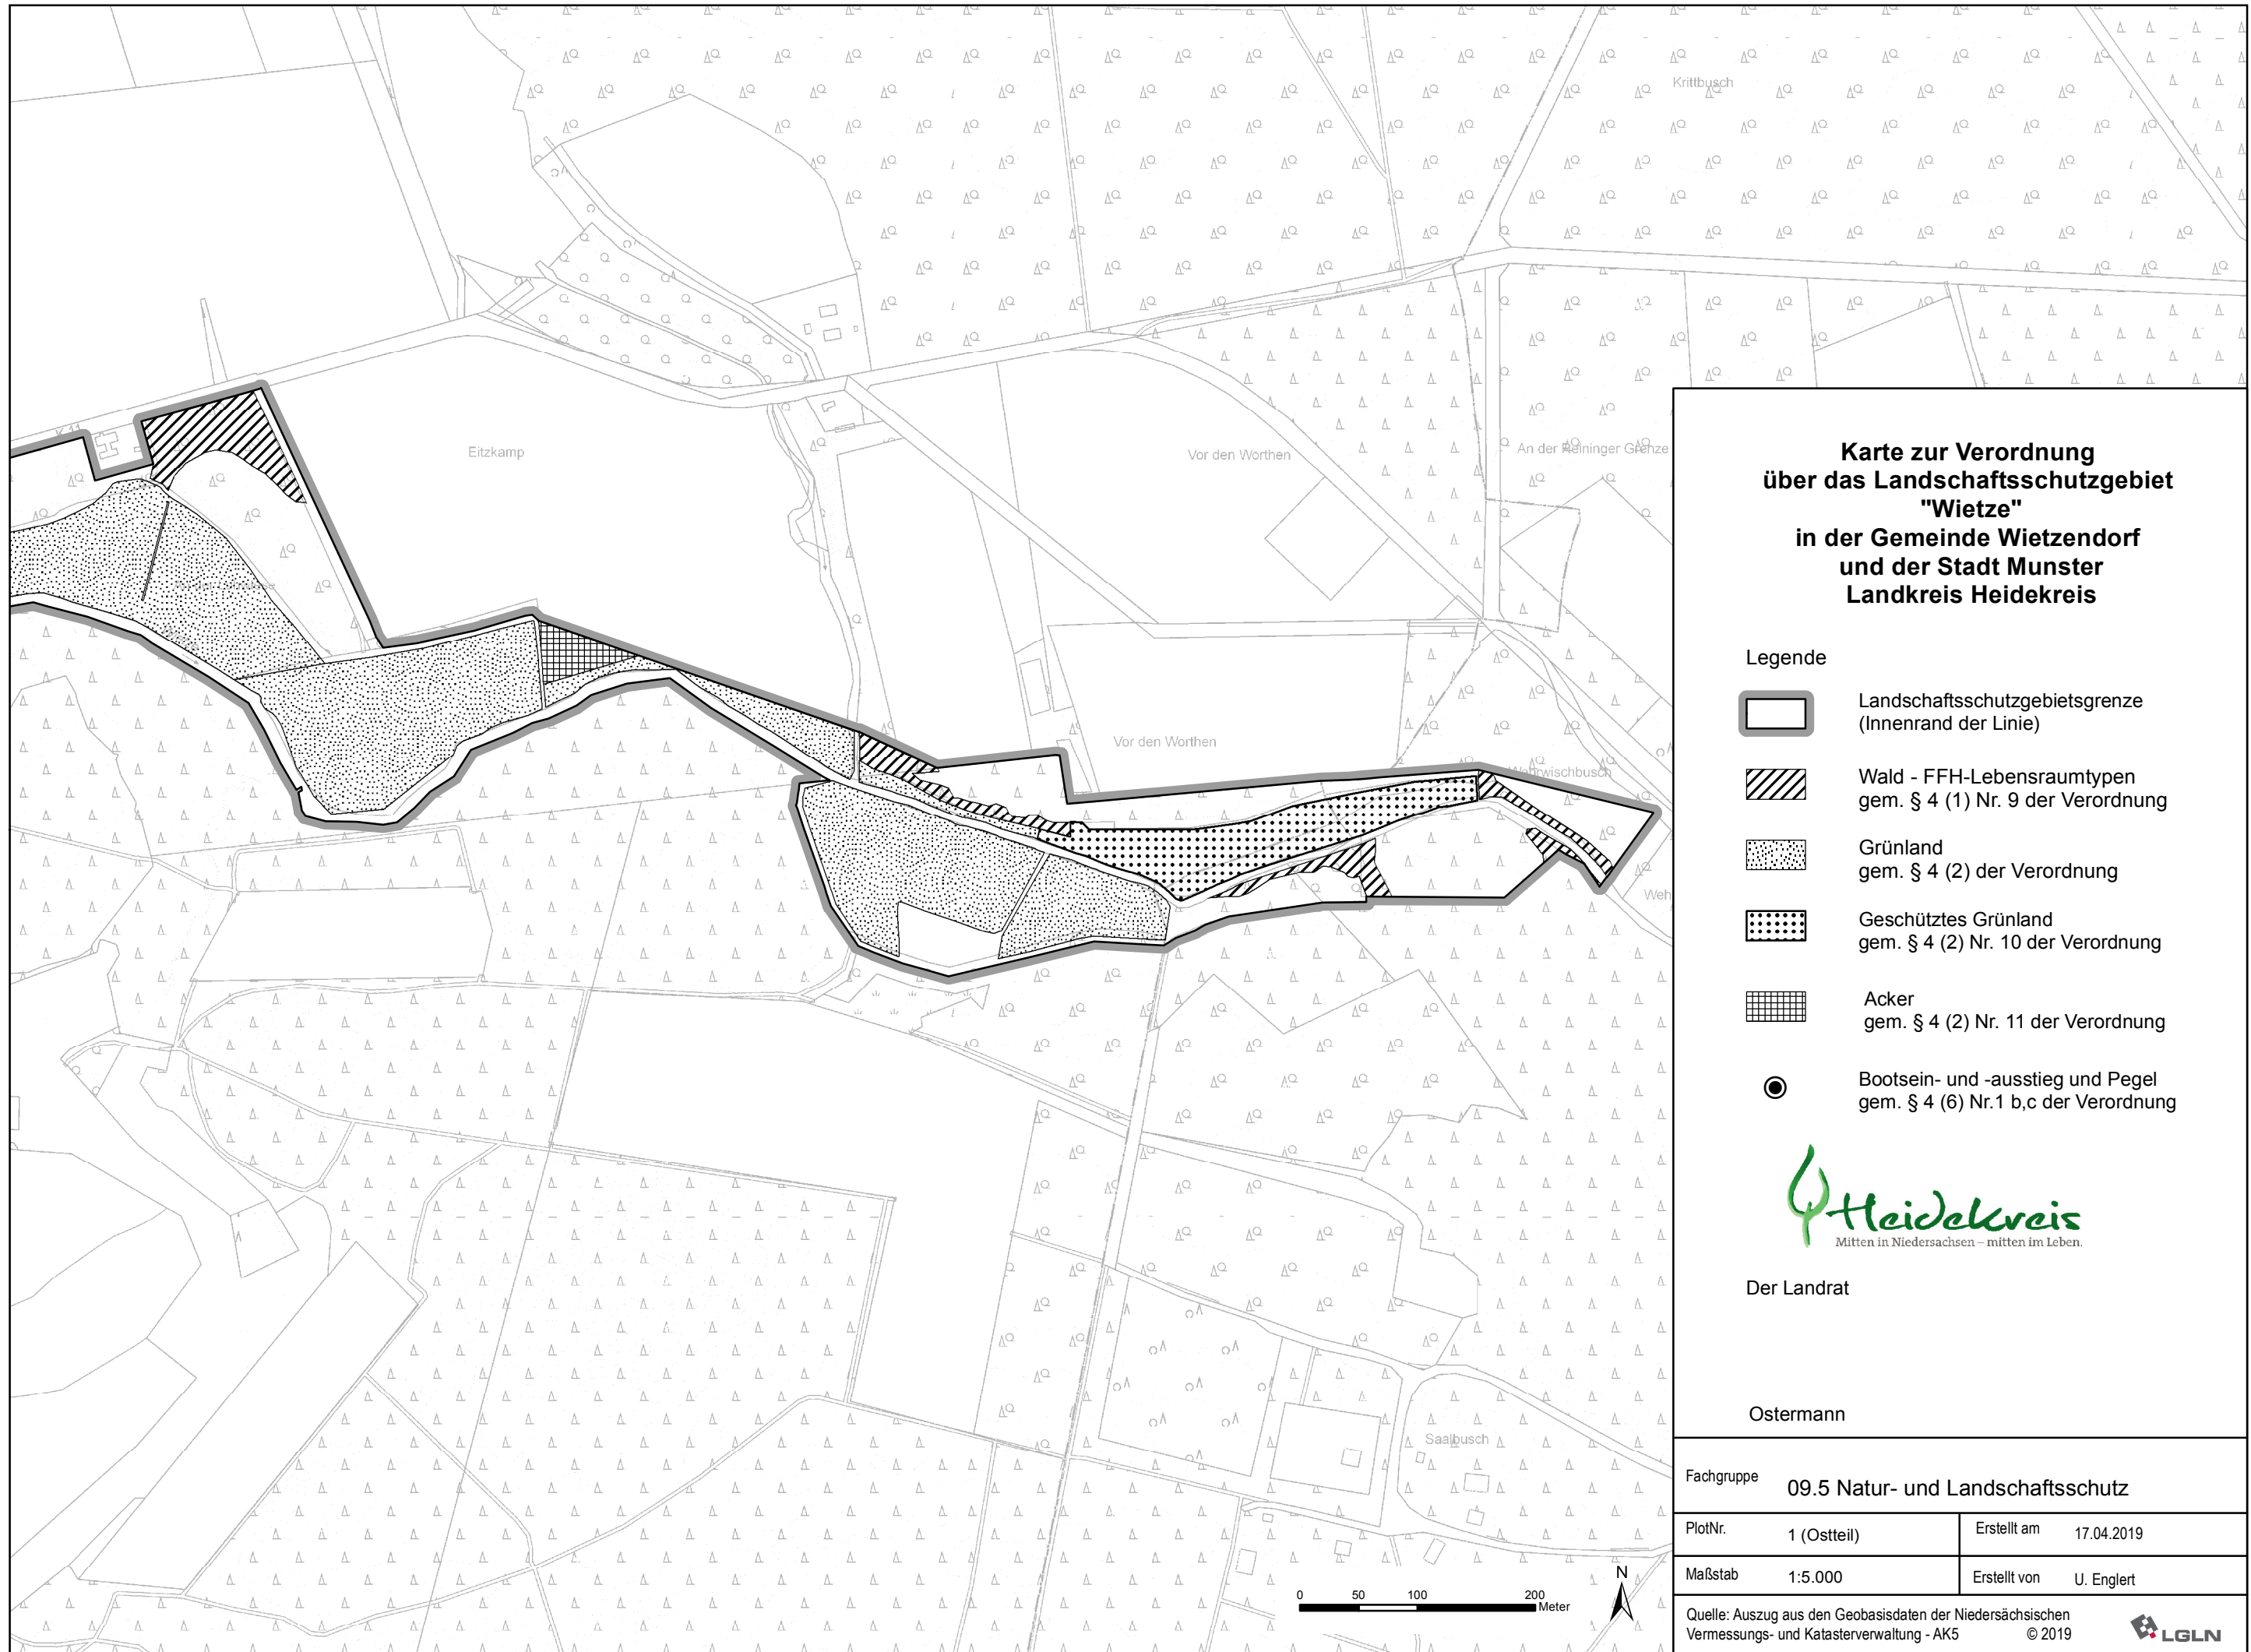 Krittbusch
K 11
Eitzkamp
Vor den Worthen
An der Reininger Grenze
Vor den Worthen
Wehrwischbusch
Weh
Saalbusch
0 50 100 200
Meter
N
Karte zur Verordnung
über das Landschaftsschutzgebiet
"Wietze"
in der Gemeinde Wietzendorf
und der Stadt Munster
Landkreis Heidekreis
Legende
Landschaftsschutzgebietsgrenze
(Innenrand der Linie)
Wald - FFH-Lebensraumtypen
gem. § 4 (1) Nr. 9 der Verordnung
Grünland
gem. § 4 (2) der Verordnung
Geschütztes Grünland
gem. § 4 (2) Nr. 10 der Verordnung
Acker
gem. § 4 (2) Nr. 11 der Verordnung
Bootsein- und -ausstieg und Pegel
gem. § 4 (6) Nr.1 b,c der Verordnung
Heidekreis
Mitten in Niedersachsen – mitten im Leben.
Der Landrat
Ostermann
Fachgruppe 09.5 Natur- und Landschaftsschutz
PlotNr. 1 (Ostteil) Erstellt am 17.04.2019
Maßstab 1:5.000 Erstellt von U. Englert
Quelle: Auszug aus den Geobasisdaten der Niedersächsischen
Vermessungs- und Katasterverwaltung - AK5 © 2019
LGLN